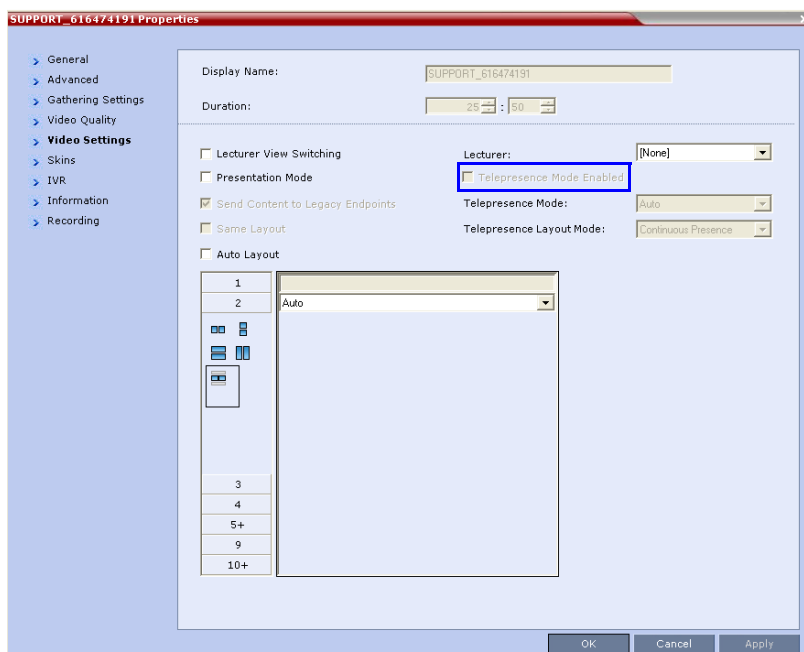 SUPPORT_616474191 Properties
General
Advanced
Gathering Settings
Video Quality
Video Settings
Skins
IVR
Information
Recording
Display Name: SUPPORT_616474191
Duration: 25 : 50
Lecturer View Switching
Lecturer: [None]
Presentation Mode
Telepresence Mode Enabled
Send Content to Legacy Endpoints
Telepresence Mode: Auto
Same Layout
Telepresence Layout Mode: Continuous Presence
Auto Layout
1
2 Auto
3
4
5+
9
10+
OK Cancel Apply